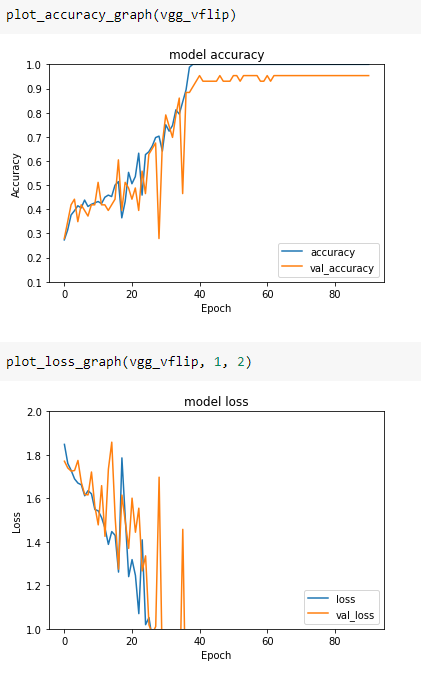 plot_accuracy_graph(vgg_vflip)
model accuracy
1.0
0.9
0.8
0.7
0.6
0.5
0.4
0.3
0.2
0.1
Accuracy
accuracy
val_accuracy
0 20 40 60 80
Epoch
plot_loss_graph(vgg_vflip, 1, 2)
model loss
2.0
1.8
1.6
1.4
1.2
1.0
Loss
loss
val_loss
0 20 40 60 80
Epoch